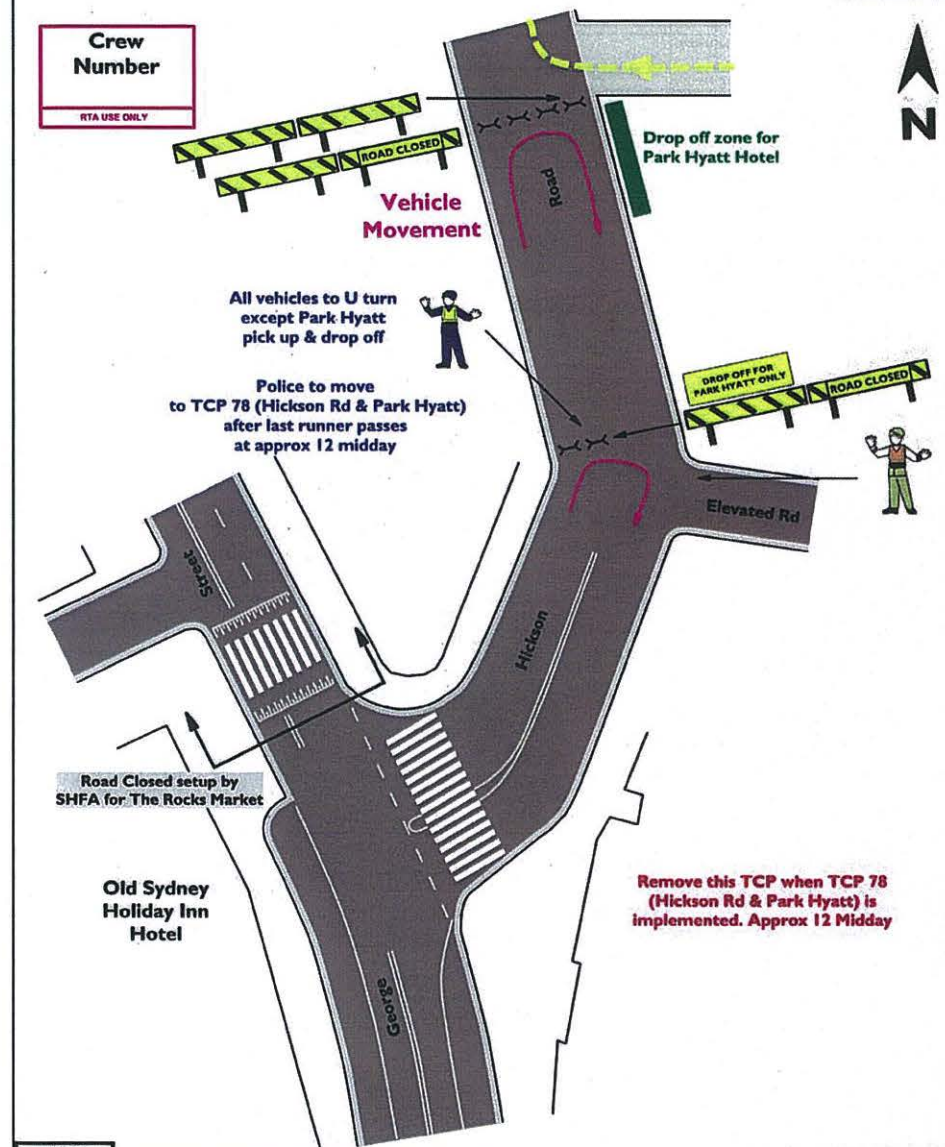 Crew
Number
RTA USE ONLY
N
ROAD CLOSED
Drop off zone for
Park Hyatt Hotel
Vehicle
Movement
Road
All vehicles to U turn
except Park Hyatt
pick up & drop off
DROP OFF FOR
PARK HYATT ONLY
ROAD CLOSED
Police to move
to TCP 78 (Hickson Rd & Park Hyatt)
after last runner passes
at approx 12 midday
Elevated Rd
Street
Hickson
Road Closed setup by
SHFA for The Rocks Market
Old Sydney
Holiday Inn
Hotel
Remove this TCP when TCP 78
(Hickson Rd & Park Hyatt) is
implemented. Approx 12 Midday
George